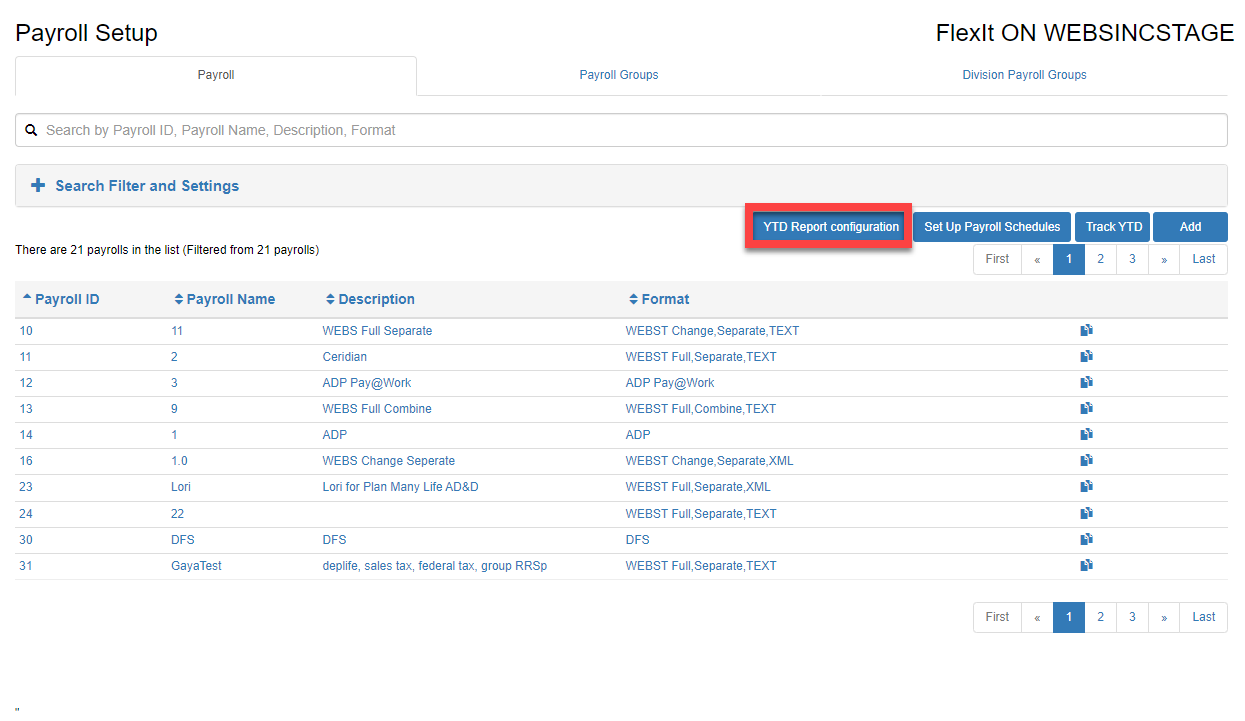 Payroll Setup FlexIt ON WEBSINCSTAGE
Payroll Payroll Groups Division Payroll Groups
Search by Payroll ID, Payroll Name, Description, Format
Search Filter and Settings
YTD Report configuration Set Up Payroll Schedules Track YTD Add
There are 21 payrolls in the list (Filtered from 21 payrolls)
First « 1 2 3 » Last
Payroll ID Payroll Name Description Format
10 11 WEBS Full Separate WEBST Change,Separate,TEXT
11 2 Ceridian WEBST Full,Separate,TEXT
12 3 ADP Pay@Work ADP Pay@Work
13 9 WEBS Full Combine WEBST Full,Combine,TEXT
14 1 ADP ADP
16 1.0 WEBS Change Seperate WEBST Change,Separate,XML
23 Lori Lori for Plan Many Life AD&D WEBST Full,Separate,XML
24 22 WEBST Full,Separate,TEXT
30 DFS DFS DFS
31 GayaTest deplife, sales tax, federal tax, group RRSp WEBST Full,Separate,TEXT
First « 1 2 3 » Last
"